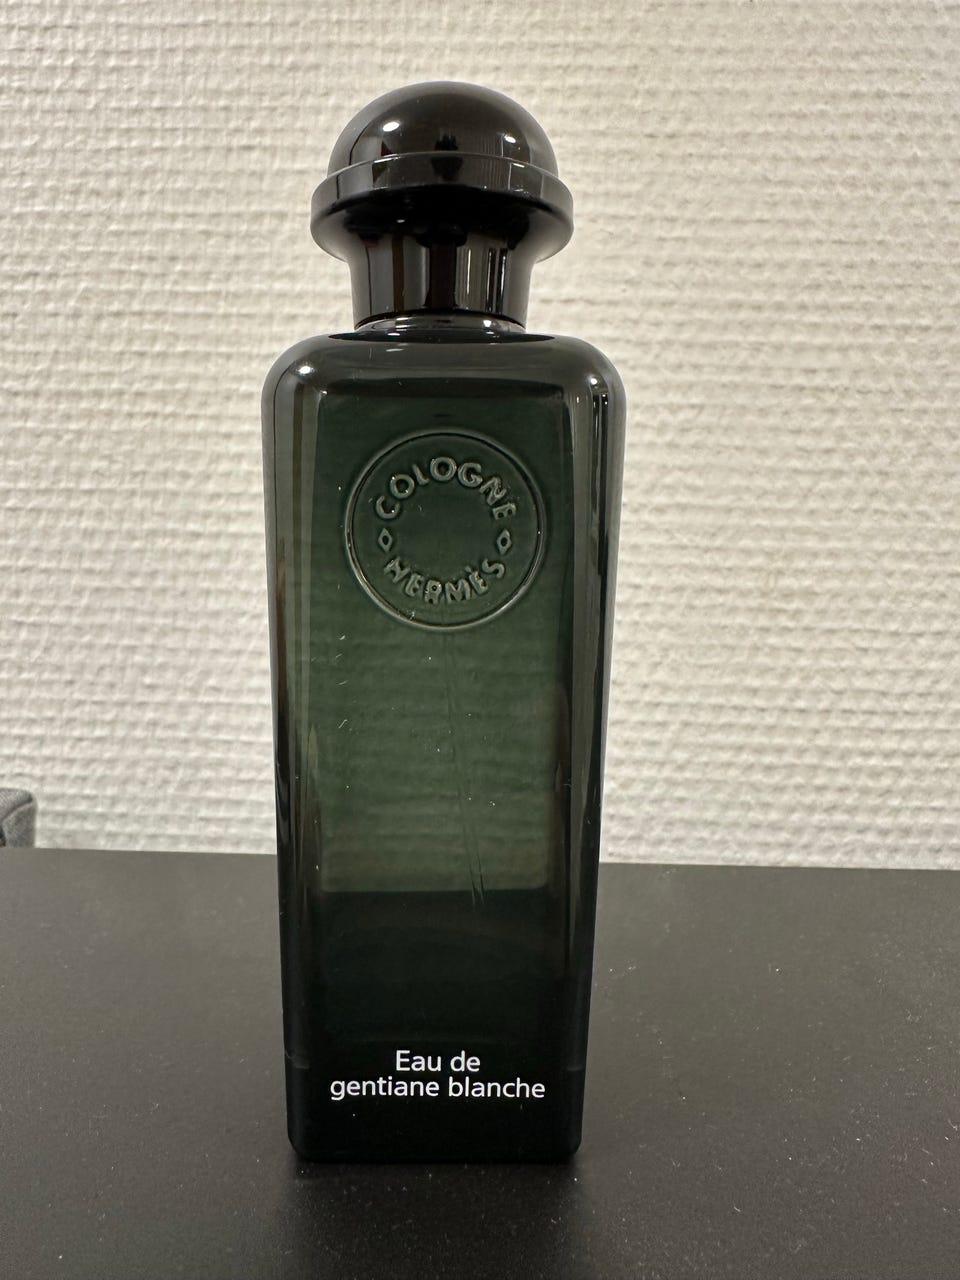 COLOGNE
HERMÈS
Eau de
gentiane blanche